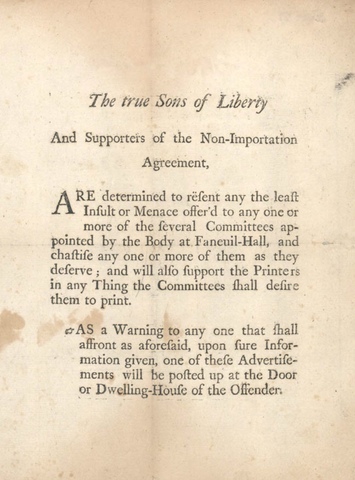 The true Sons of Liberty
And Supporters of the Non-Importation
Agreement,
ARE determined to reſent any the leaſt
Inſult or Menace offer'd to any one or
more of the ſeveral Committees ap-
pointed by the Body at Faneuil-Hall, and
chaſtiſe any one or more of them as they
deſerve; and will alſo ſupport the Printers
in any Thing the Committees ſhall deſire
them to print.
☞AS a Warning to any one that ſhall
affront as aforeſaid, upon ſure Infor-
mation given, one of theſe Advertiſe-
ments will be poſted up at the Door
or Dwelling-Houſe of the Offender.